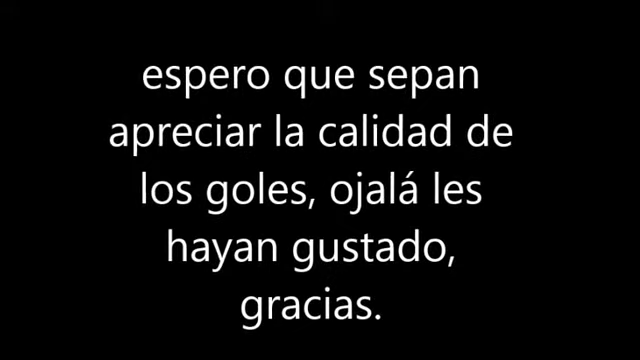 espero que sepan
apreciar la calidad de
los goles, ojalá les
hayan gustado,
gracias.